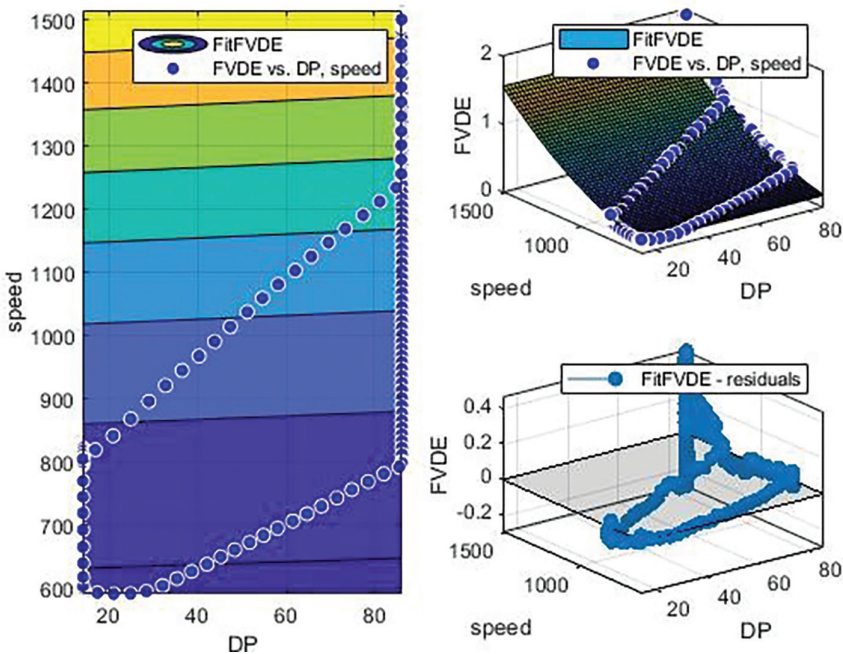 1500
1400
1300
1200
1100
1000
900
800
700
600
speed
20 40 60 80
DP
FitFVDE
FVDE vs. DP, speed
2
1
0
FVDE
1500
1000
speed
20 40 60 80
DP
FitFVDE
FVDE vs. DP, speed
0.4
0.2
0
-0.2
FVDE
1500
1000
speed
20 40 60 80
DP
FitFVDE - residuals